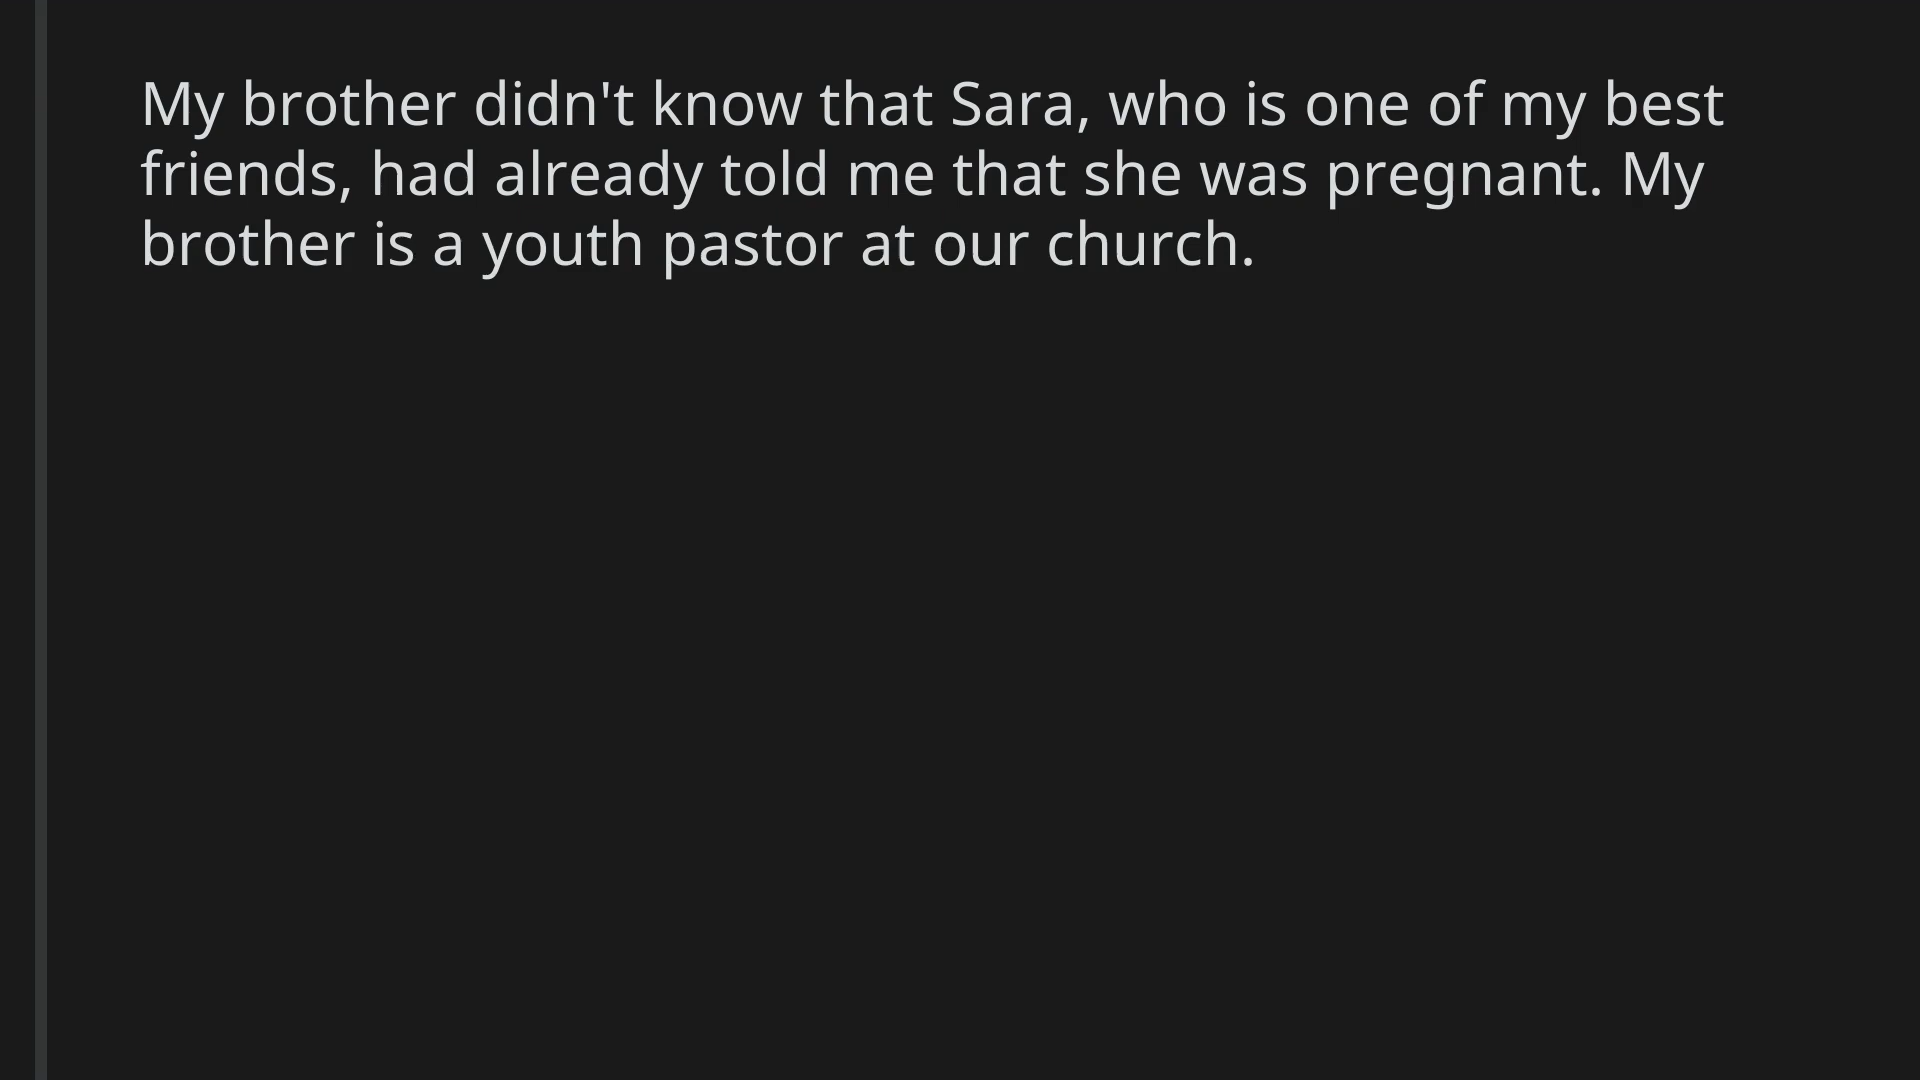 My brother didn't know that Sara, who is one of my best
friends, had already told me that she was pregnant. My
brother is a youth pastor at our church.